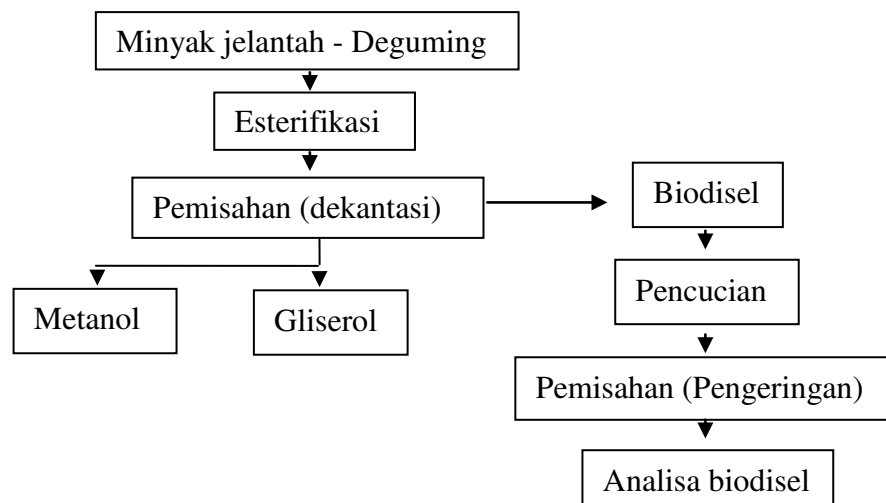 Minyak jelantah - Deguming
Esterifikasi
Pemisahan (dekantasi)
Biodisel
Metanol
Gliserol
Pencucian
Pemisahan (Pengeringan)
Analisa biodisel